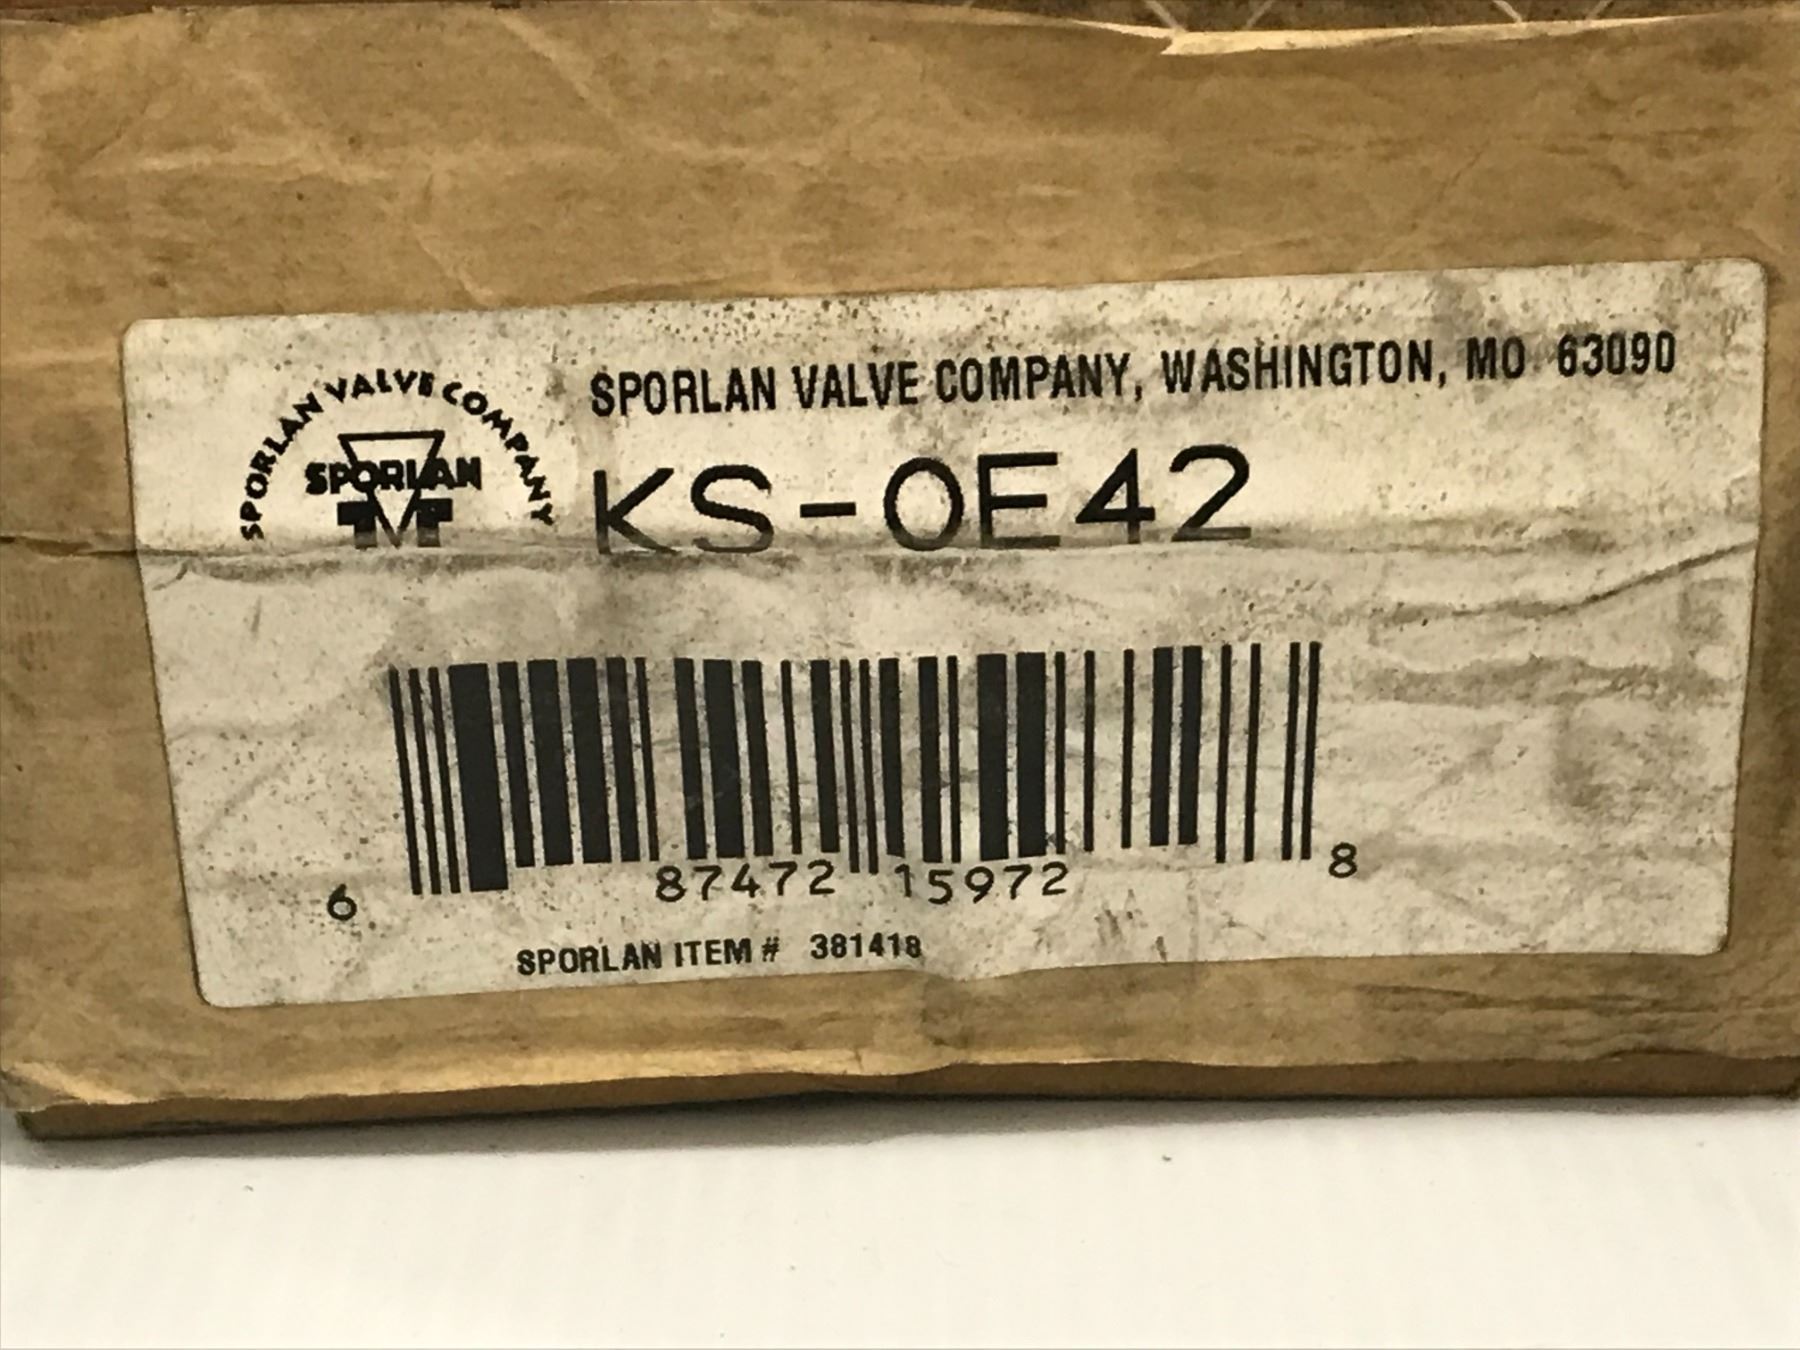 SPORLAN VALVE COMPANY
SPORLAN
SPORLAN VALVE COMPANY, WASHINGTON, MO 63090
KS-OE42
6 87472 15972 8
SPORLAN ITEM # 381418